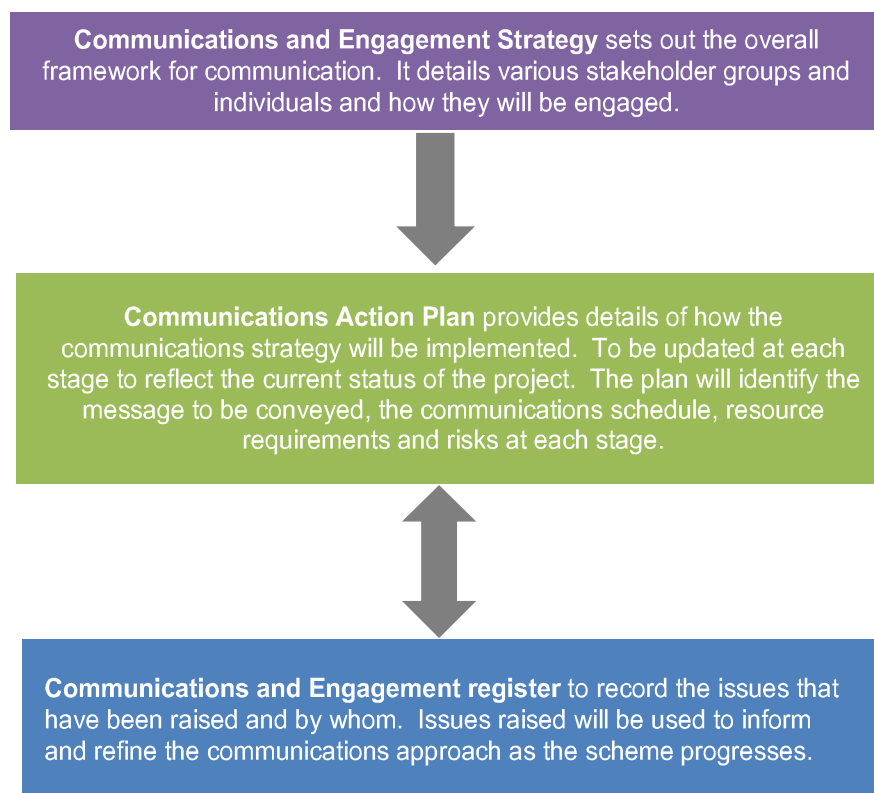 Communications and Engagement Strategy sets out the overall
framework for communication.  It details various stakeholder groups and
individuals and how they will be engaged.
Communications Action Plan provides details of how the
communications strategy will be implemented.  To be updated at each
stage to reflect the current status of the project.  The plan will identify the
message to be conveyed, the communications schedule, resource
requirements and risks at each stage.
Communications and Engagement register to record the issues that
have been raised and by whom.  Issues raised will be used to inform
and refine the communications approach as the scheme progresses.